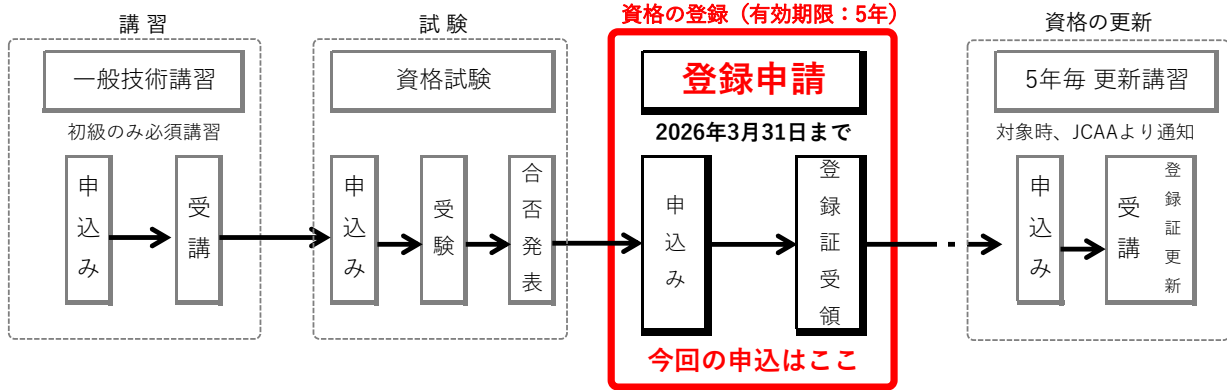 講 習
一般技術講習
初級のみ必須講習
申込み
受講
試 験
資格試験
申込み
受験
合否発表
資格の登録（有効期限：5年）
登録申請
2026年3月31日まで
申込み
登録証受領
今回の申込はここ
資格の更新
5年毎 更新講習
対象時、JCAAより通知
申込み
受講
登録証更新